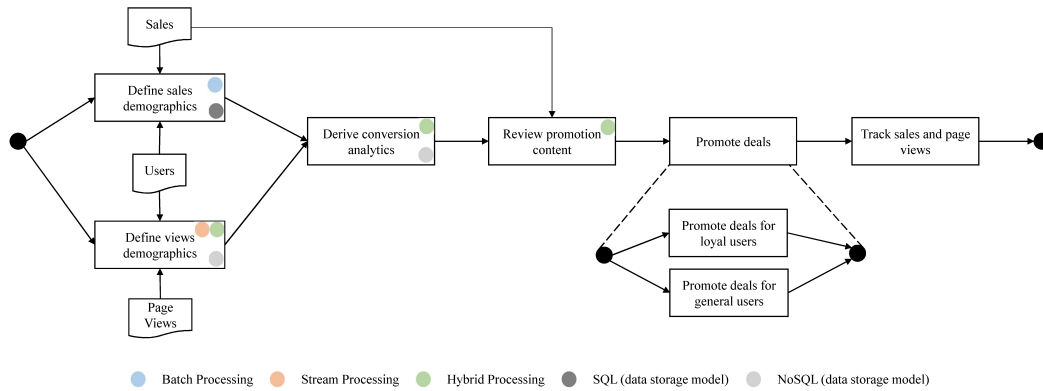 Sales
Define sales
demographics
Users
Define views
demographics
Page
Views
Derive conversion
analytics
Review promotion
content
Promote deals
Track sales and page
views
Promote deals for
loyal users
Promote deals for
general users
Batch Processing
Stream Processing
Hybrid Processing
SQL (data storage model)
NoSQL (data storage model)